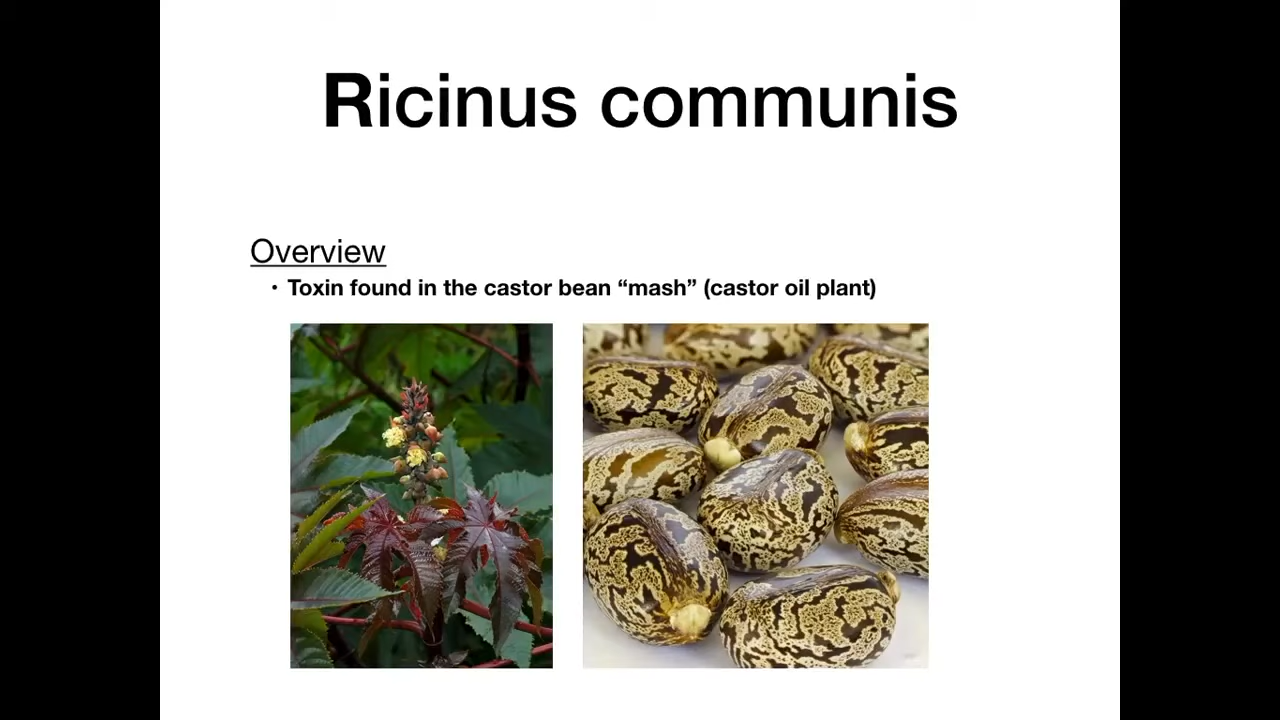 Ricinus communis
Overview
• Toxin found in the castor bean “mash” (castor oil plant)